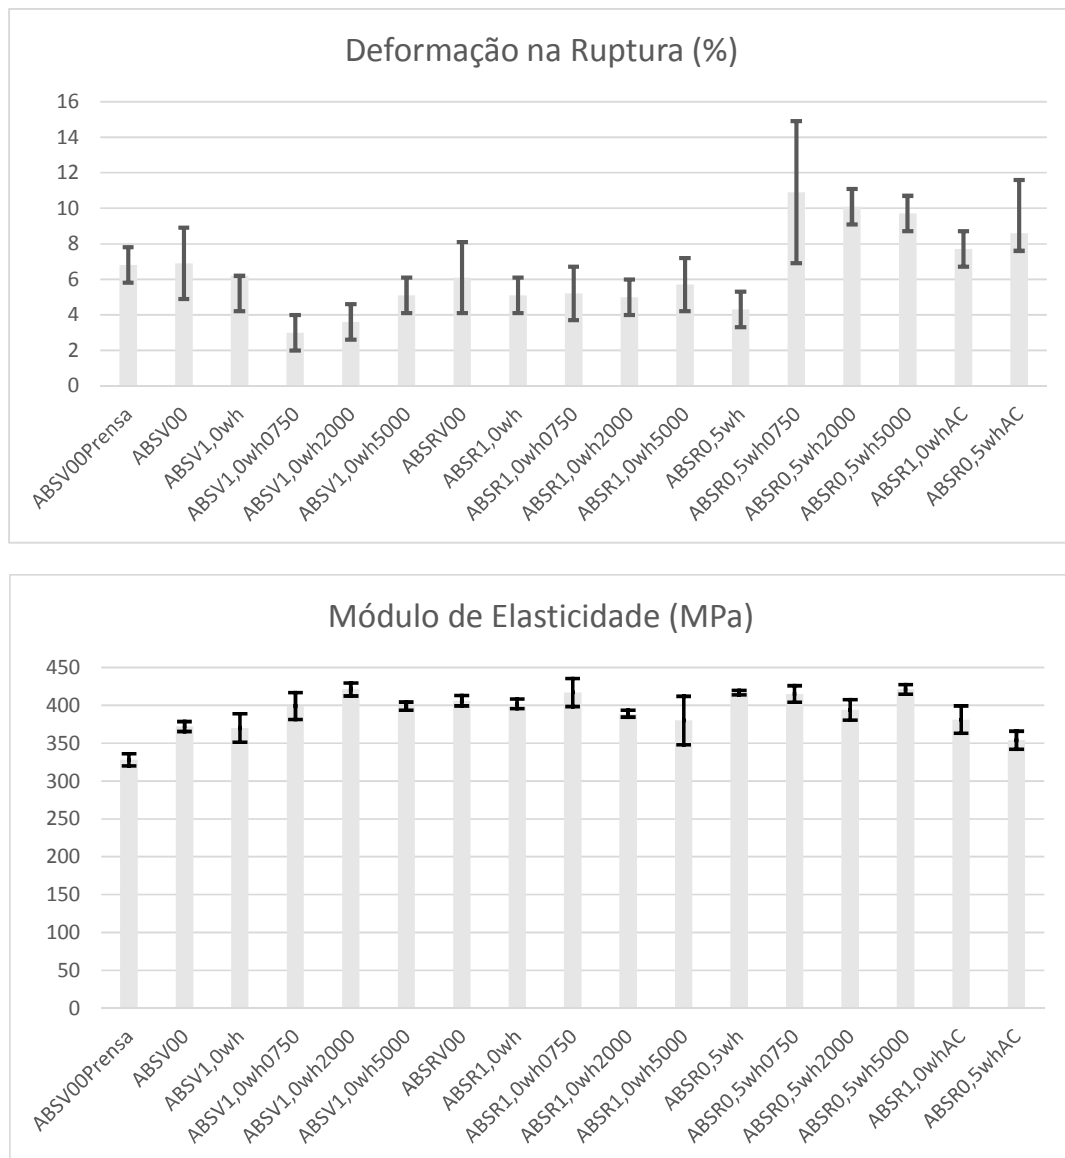 Deformação na Ruptura (%)
16
14
12
10
8
6
4
2
0
ABSV00Prensa
ABSV00
ABSV1,0wh
ABSV1,0wh0750
ABSV1,0wh2000
ABSV1,0wh5000
ABSRV00
ABSR1,0wh
ABSR1,0wh0750
ABSR1,0wh2000
ABSR1,0wh5000
ABSR0,5wh
ABSR0,5wh0750
ABSR0,5wh2000
ABSR0,5wh5000
ABSR1,0whAC
ABSR0,5whAC
Módulo de Elasticidade (MPa)
450
400
350
300
250
200
150
100
50
0
ABSV00Prensa
ABSV00
ABSV1,0wh
ABSV1,0wh0750
ABSV1,0wh2000
ABSV1,0wh5000
ABSRV00
ABSR1,0wh
ABSR1,0wh0750
ABSR1,0wh2000
ABSR1,0wh5000
ABSR0,5wh
ABSR0,5wh0750
ABSR0,5wh2000
ABSR0,5wh5000
ABSR1,0whAC
ABSR0,5whAC